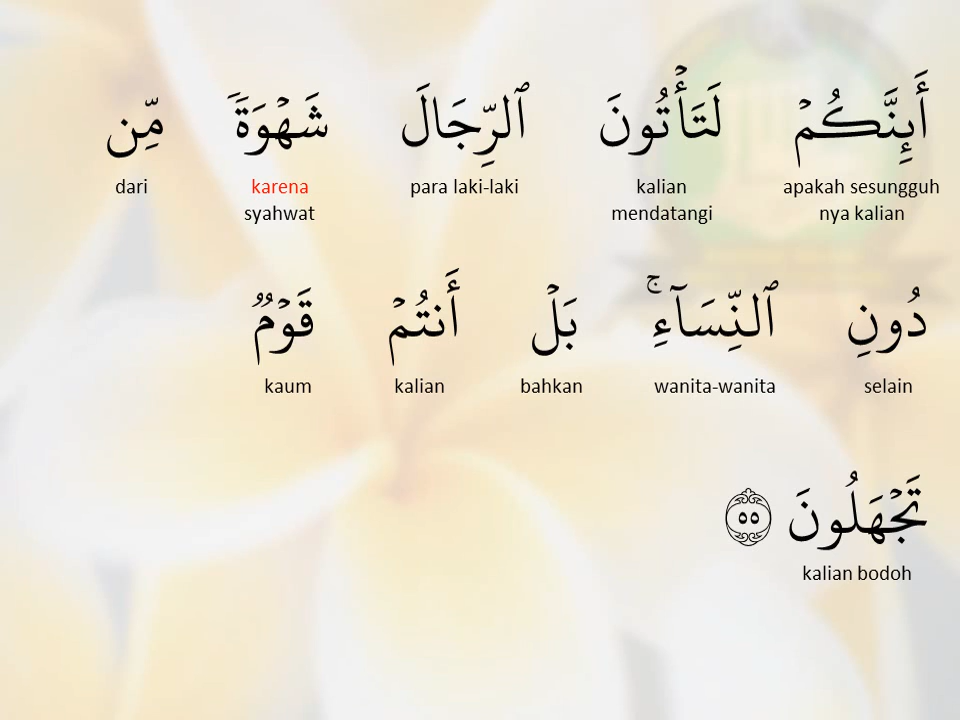 أَئِنَّكُمْ لَتَأْتُونَ ٱلرِّجَالَ شَهْوَةً مِّن
apakah sesungguh kalian para laki-laki karena dari
nya kalian mendatangi syahwat
دُونِ ٱلنِّسَآءِ ۚ بَلْ أَنتُمْ قَوْمٌ
selain wanita-wanita bahkan kalian kaum
تَجْهَلُونَ ٥٥
kalian bodoh